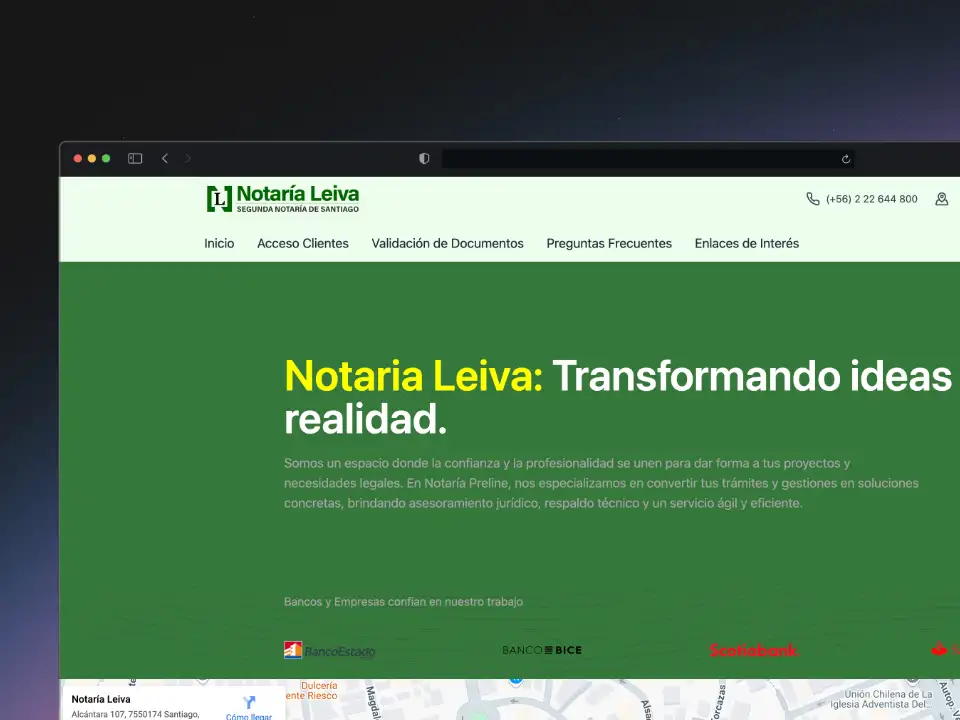 L Notaría Leiva
SEGUNDA NOTARÍA DE SANTIAGO
(+56) 2 22 644 800
Inicio
Acceso Clientes
Validación de Documentos
Preguntas Frecuentes
Enlaces de Interés
Notaria Leiva: Transformando ideas
realidad.
Somos un espacio donde la confianza y la profesionalidad se unen para dar forma a tus proyectos y
necesidades legales. En Notaría Preline, nos especializamos en convertir tus trámites y gestiones en soluciones
concretas, brindando asesoramiento jurídico, respaldo técnico y un servicio ágil y eficiente.
Bancos y Empresas confían en nuestro trabajo
BancoEstado
BANCO BICE
Scotiabank
Notaría Leiva
Alcántara 107, 7550174 Santiago,
Cómo llegar
Dulcería
ente Riesco
Magdal
Alsa
orcazas
Unión Chilena de La
Iglesia Adventista Del...
Autop. V